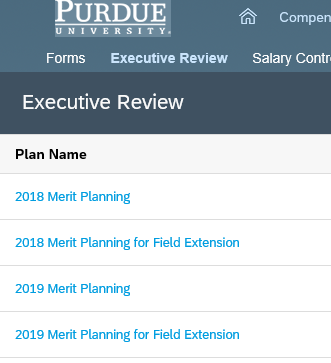 PURDUE
UNIVERSITY.
Compen
Forms Executive Review Salary Contr
Executive Review
Plan Name
2018 Merit Planning
2018 Merit Planning for Field Extension
2019 Merit Planning
2019 Merit Planning for Field Extension